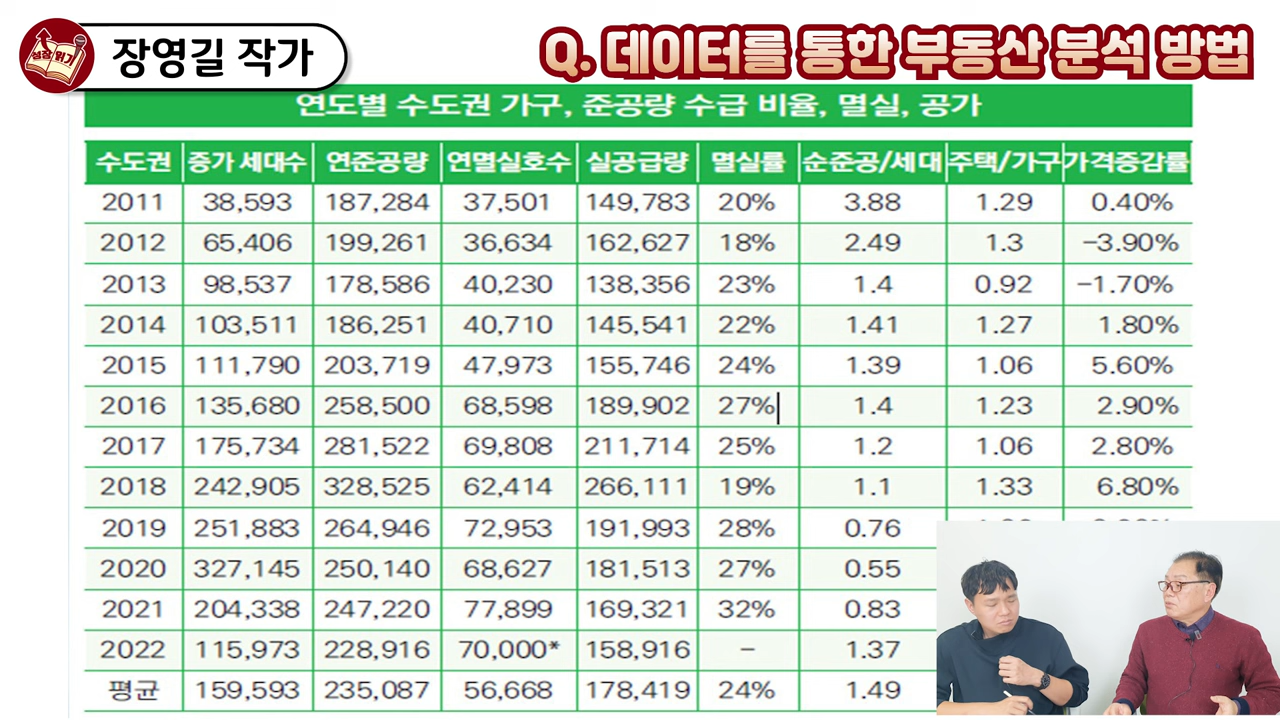 성장 읽기
장영길 작가
Q. 데이터를 통한 부동산 분석 방법
연도별 수도권 가구, 준공량 수급 비율, 멸실, 공가
수도권 증가 세대수 연준공량 연멸실호수 실공급량 멸실률 순준공/세대 주택/가구 가격증감률
2011 38,593 187,284 37,501 149,783 20% 3.88 1.29 0.40%
2012 65,406 199,261 36,634 162,627 18% 2.49 1.3 -3.90%
2013 98,537 178,586 40,230 138,356 23% 1.4 0.92 -1.70%
2014 103,511 186,251 40,710 145,541 22% 1.41 1.27 1.80%
2015 111,790 203,719 47,973 155,746 24% 1.39 1.06 5.60%
2016 135,680 258,500 68,598 189,902 27% 1.4 1.23 2.90%
2017 175,734 281,522 69,808 211,714 25% 1.2 1.06 2.80%
2018 242,905 328,525 62,414 266,111 19% 1.1 1.33 6.80%
2019 251,883 264,946 72,953 191,993 28% 0.76
2020 327,145 250,140 68,627 181,513 27% 0.55
2021 204,338 247,220 77,899 169,321 32% 0.83
2022 115,973 228,916 70,000* 158,916 - 1.37
평균 159,593 235,087 56,668 178,419 24% 1.49